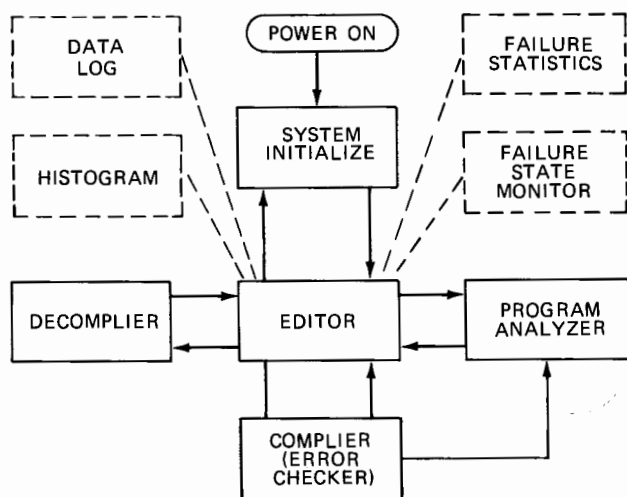 DATA
LOG
POWER ON
FAILURE
STATISTICS
SYSTEM
INITIALIZE
HISTOGRAM
FAILURE
STATE
MONITOR
DECOMPLIER
EDITOR
PROGRAM
ANALYZER
COMPLIER
(ERROR
CHECKER)